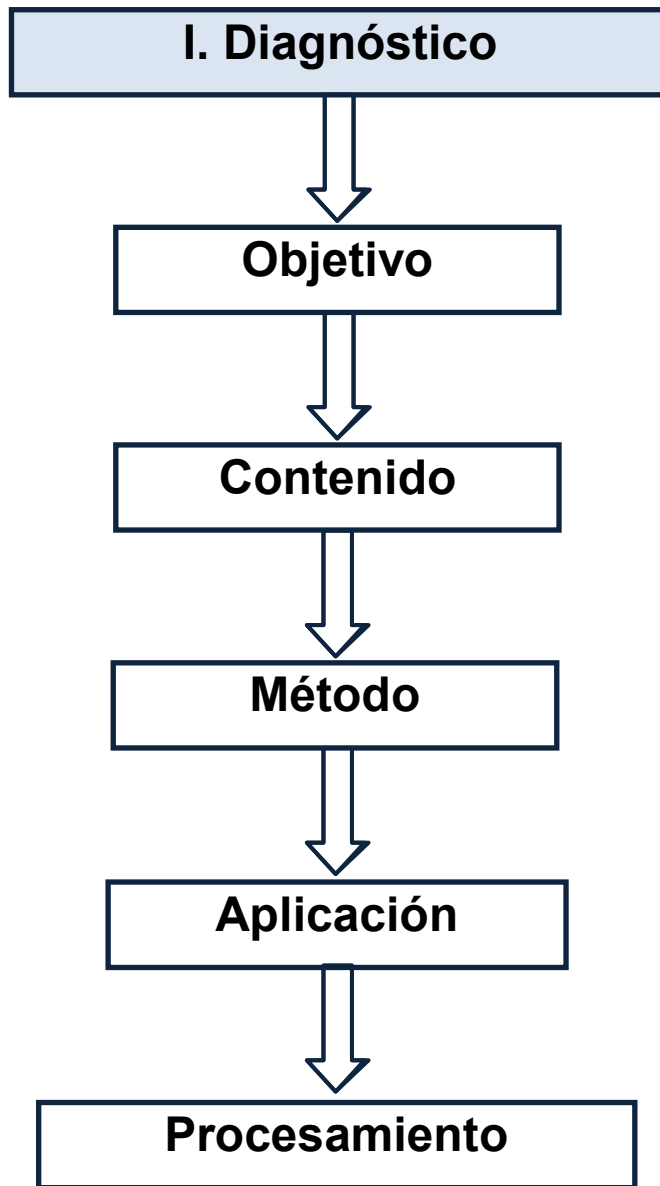 I. Diagnóstico
Objetivo
Contenido
Método
Aplicación
Procesamiento